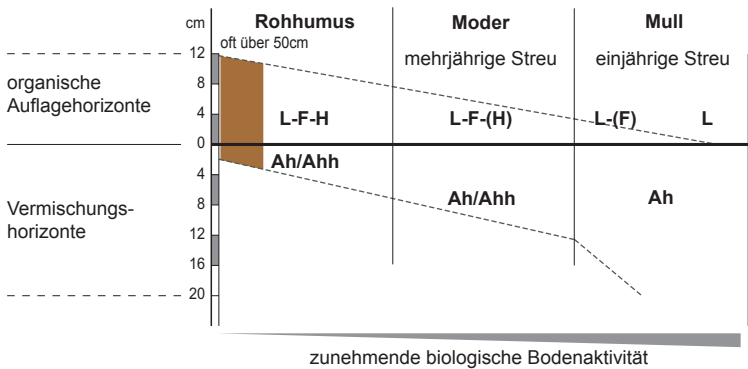 cm
Rohhumus
Moder
Mull
oft über 50cm
mehrjährige Streu
einjährige Streu
organische
Auflagehorizonte
12
8
4
0
L-F-H
L-F-(H)
L-(F)
L
Ah/Ahh
Ah/Ahh
Ah
Vermischungs-
horizonte
4
8
12
16
20
zunehmende biologische Bodenaktivität